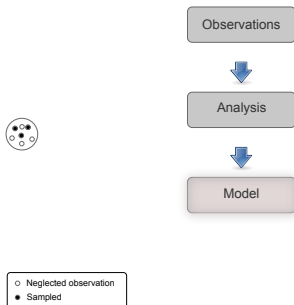 Observations
Analysis
Model
Neglected observation
Sampled